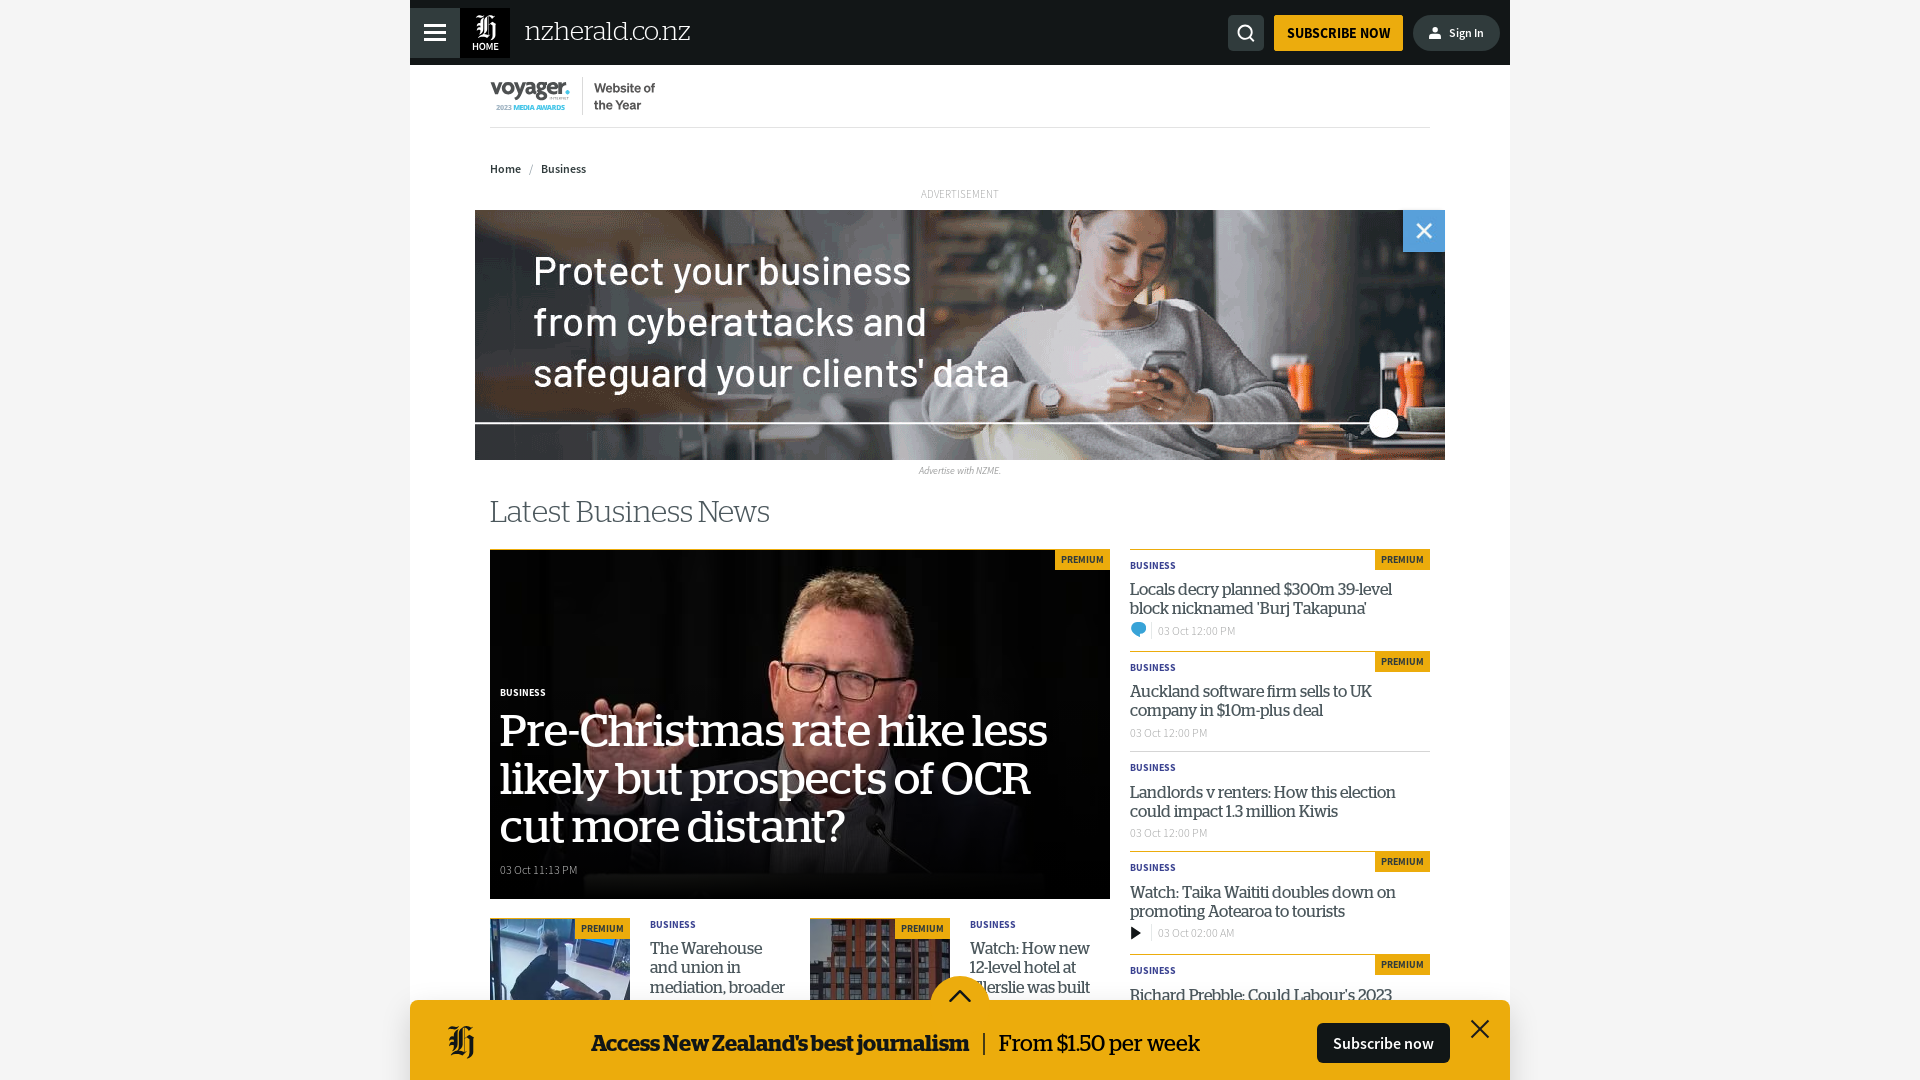 HOME
nzherald.co.nz
SUBSCRIBE NOW
Sign In
voyager.
2023 MEDIA AWARDS
Website of
the Year
Home / Business
ADVERTISEMENT
Protect your business
from cyberattacks and
safeguard your clients' data
Advertise with NZME.
Latest Business News
PREMIUM
BUSINESS
Pre-Christmas rate hike less
likely but prospects of OCR
cut more distant?
03 Oct 11:13 PM
PREMIUM
BUSINESS
The Warehouse
and union in
mediation, broader
PREMIUM
BUSINESS
Watch: How new
12-level hotel at
was built
BUSINESS
PREMIUM
Locals decry planned $300m 39-level
block nicknamed 'Burj Takapuna'
03 Oct 12:00 PM
BUSINESS
PREMIUM
Auckland software firm sells to UK
company in $10m-plus deal
03 Oct 12:00 PM
BUSINESS
Landlords v renters: How this election
could impact 1.3 million Kiwis
03 Oct 12:00 PM
BUSINESS
PREMIUM
Watch: Taika Waititi doubles down on
promoting Aotearoa to tourists
03 Oct 02:00 AM
BUSINESS
PREMIUM
Richard Prebble: Could Labour's 2023
Access New Zealand's best journalism | From $1.50 per week
Subscribe now